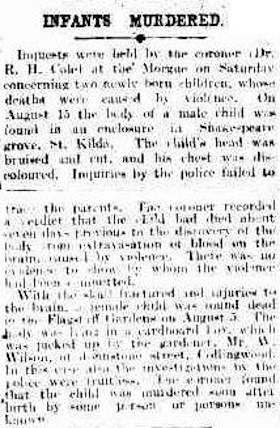 INFANTS MURDERED.
Inquests were held by the coroner (Dr.
R. H. Cole) at the Morgue on Saturday
concerning two newly born children, whose
deaths were caused by violence. On
August 15 the body of a male child was
found in an enclosure in Shakespeare
grove, St. Kilda. The child's head was
bruised and cut, and his chest was dis-
coloured. Inquiries by the police failed to
trace the parents. The coroner recorded
a verdict that the child had died about
seven days previous to the discovery of the
body from extravasation of blood on the
brain, caused by violence. There was no
evidence to show by whom the violence
had been committed.
With the skull fractured and injuries to
the brain, a female child was found dead
in the Flagstaff Gardens on August 5. The
body was lying in a cardboard box, which
was picked up by the gardener, Mr. W.
Wilson, of street, Collingwood.
In this case also the investigations by the
police were fruitless. The coroner found
that the child was murdered soon after
birth by some person or persons un-
known.